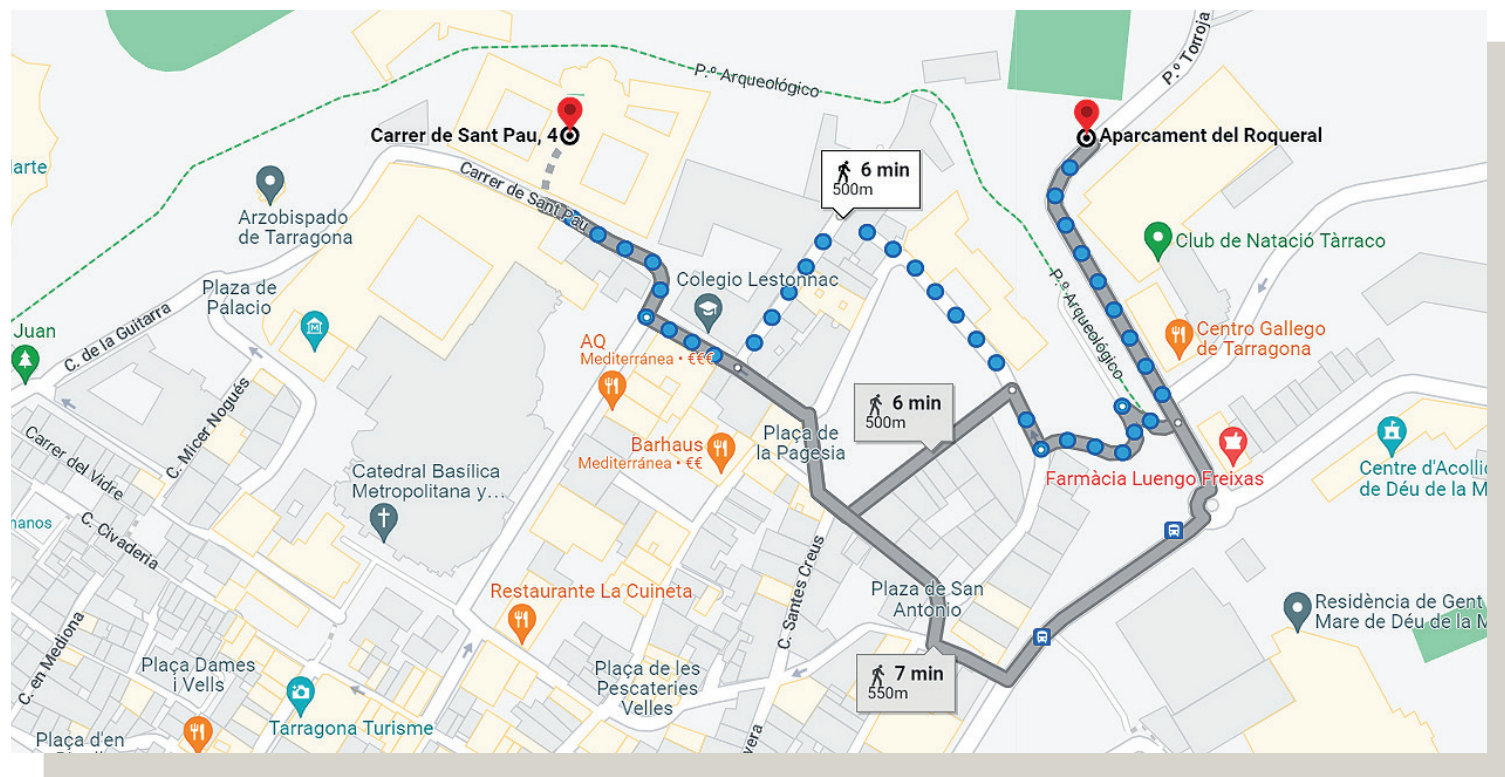 P.º Arqueológico
P.º Torroja
Carrer de Sant Pau, 4
Aparcament del Roqueral
arte
Carrer de Sant Pau
6 min
500m
Arzobispado
de Tarragona
Club de Natació Tàrraco
Colegio Lestonnac
P.º Arqueológico
Plaza de
Palacio
C. de la Guitarra
Juan
Centro Gallego
de Tarragona
AQ
Mediterránea • €€€
C. Micer Nogués
6 min
500m
Carrer del Vidre
Plaça de
la Pagesia
Barhaus
Mediterránea • €€
Catedral Basílica
Metropolitana y...
Farmàcia Luengo Freixas
Centre d'Acolli
de Déu de la M
manos
C. Civaderia
C. Santes Creus
Restaurante La Cuineta
Plaza de San
Antonio
Residència de Gent
Mare de Déu de la M
C. en Mediona
Plaça Dames
i Vells
Plaça de les
Pescateries
Velles
7 min
550m
Tarragona Turisme
Plaça d'en
vera